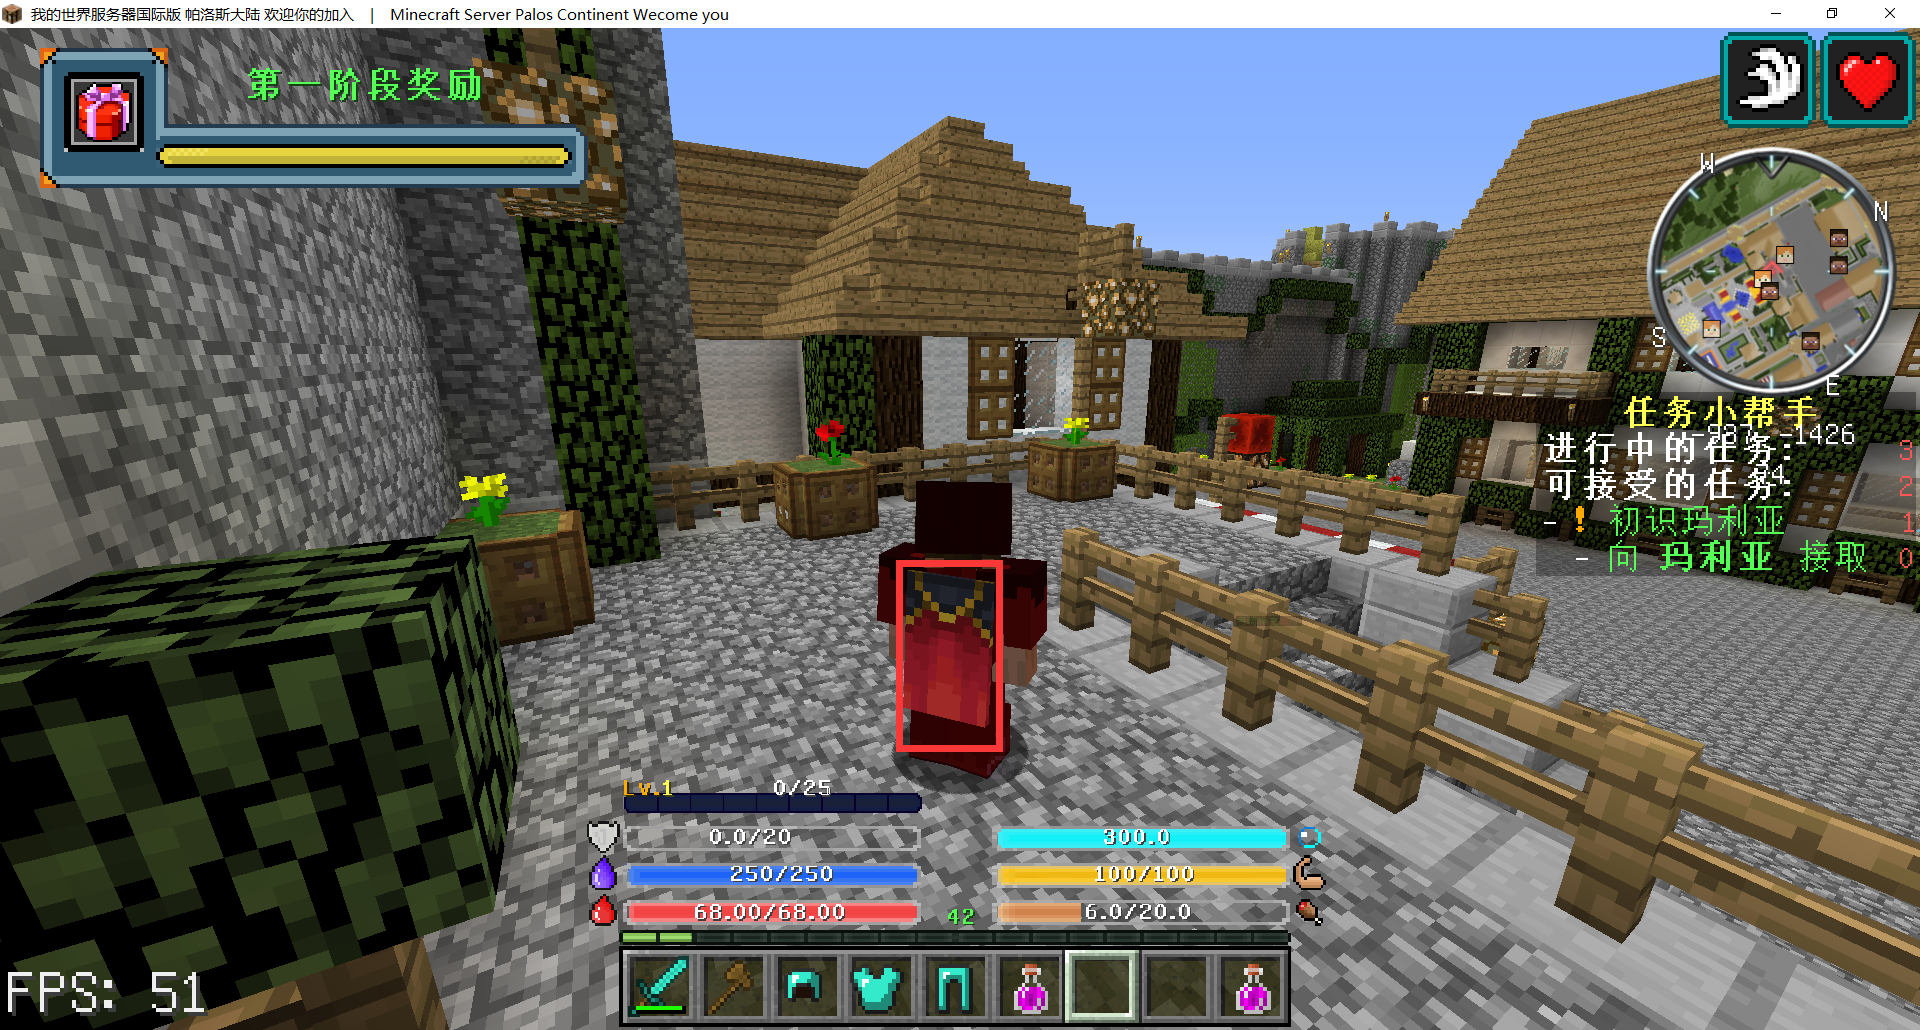 我的世界服务器国际版 帕洛斯大陆 欢迎你的加入 | Minecraft Server Palos Continent Wecome you
第一阶段奖励
W
N
S
E
任务小帮手
-1426
进行中的任务: 3
可接受的任务: 2
- ! 初识玛利亚 1
- 向 玛利亚 接取 0
Lv.1 0/25
0.0/20 300.0
250/250 100/100
68.00/68.00 42 6.0/20.0
FPS: 51